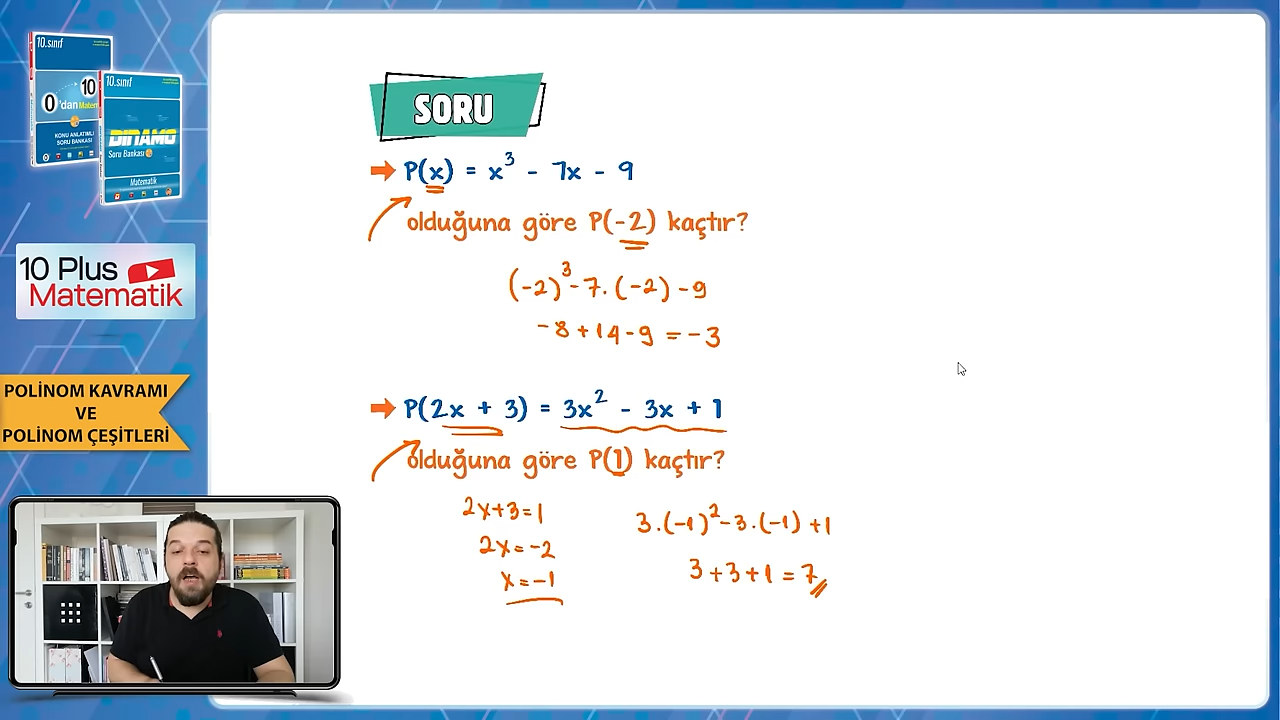 10.sınıf
0'dan 10
KONU ANLATIMLI
SORU BANKASI
10.sınıf
DİNAMO
Soru Bankası
Matematik
10 Plus
Matematik
POLİNOM KAVRAMI
VE
POLİNOM ÇEŞİTLERİ
SORU
P(x) = x³ - 7x - 9
olduğuna göre P(-2) kaçtır?
(-2)³ - 7. (-2) - 9
-8 + 14 - 9 = -3
P(2x + 3) = 3x² - 3x + 1
olduğuna göre P(1) kaçtır?
2x+3=1
2x=-2
x=-1
3.(-1)²-3.(-1)+1
3+3+1=7